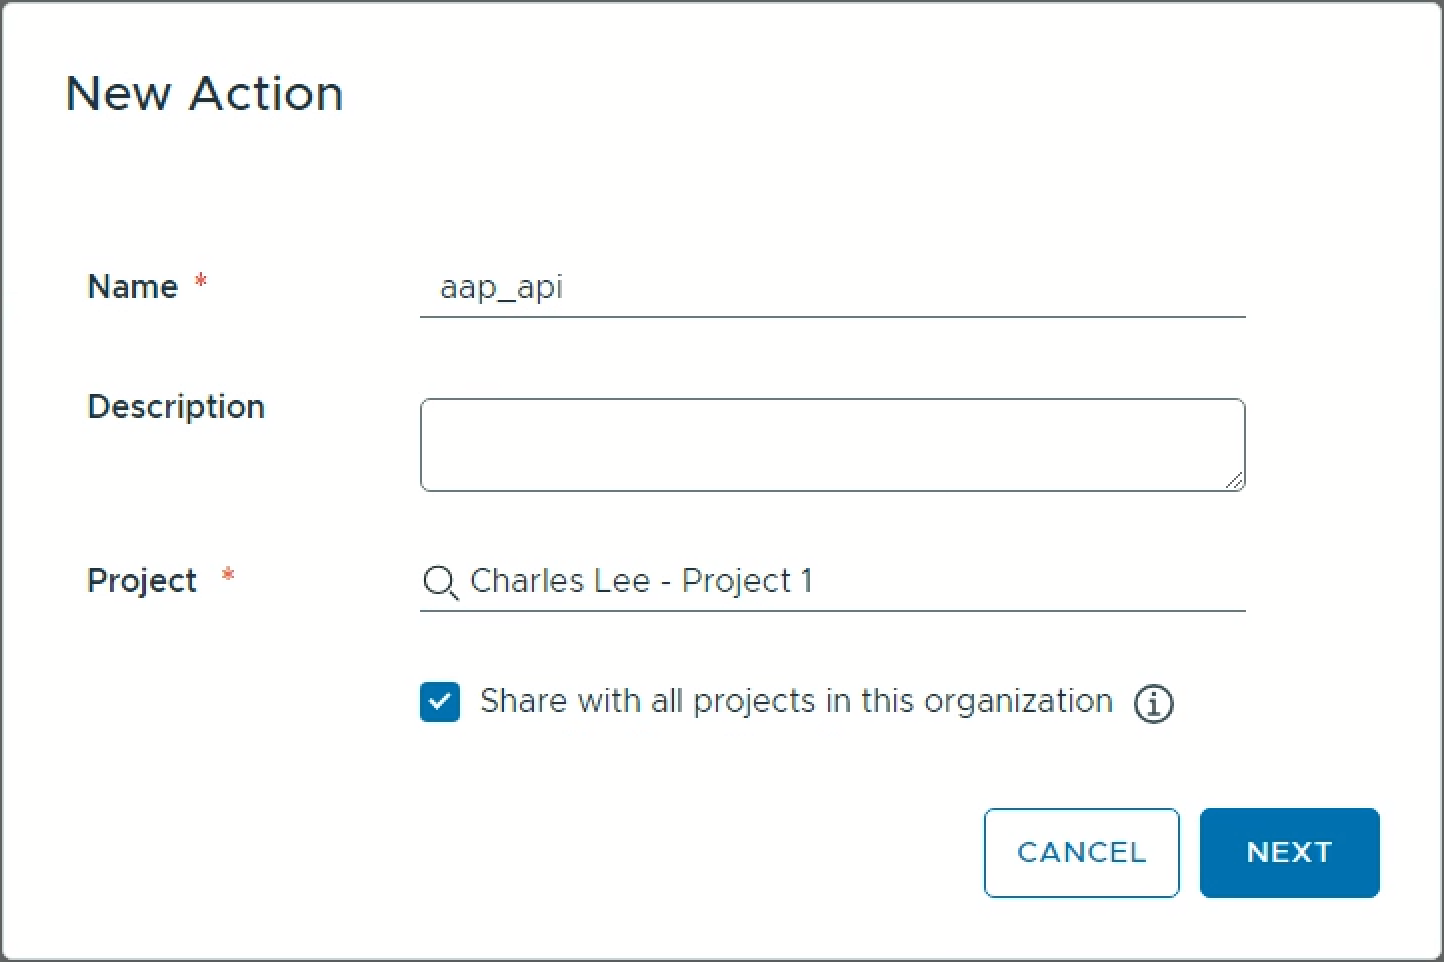 New Action
Name *
aap_api
Description
Project *
Charles Lee - Project 1
Share with all projects in this organization
CANCEL
NEXT